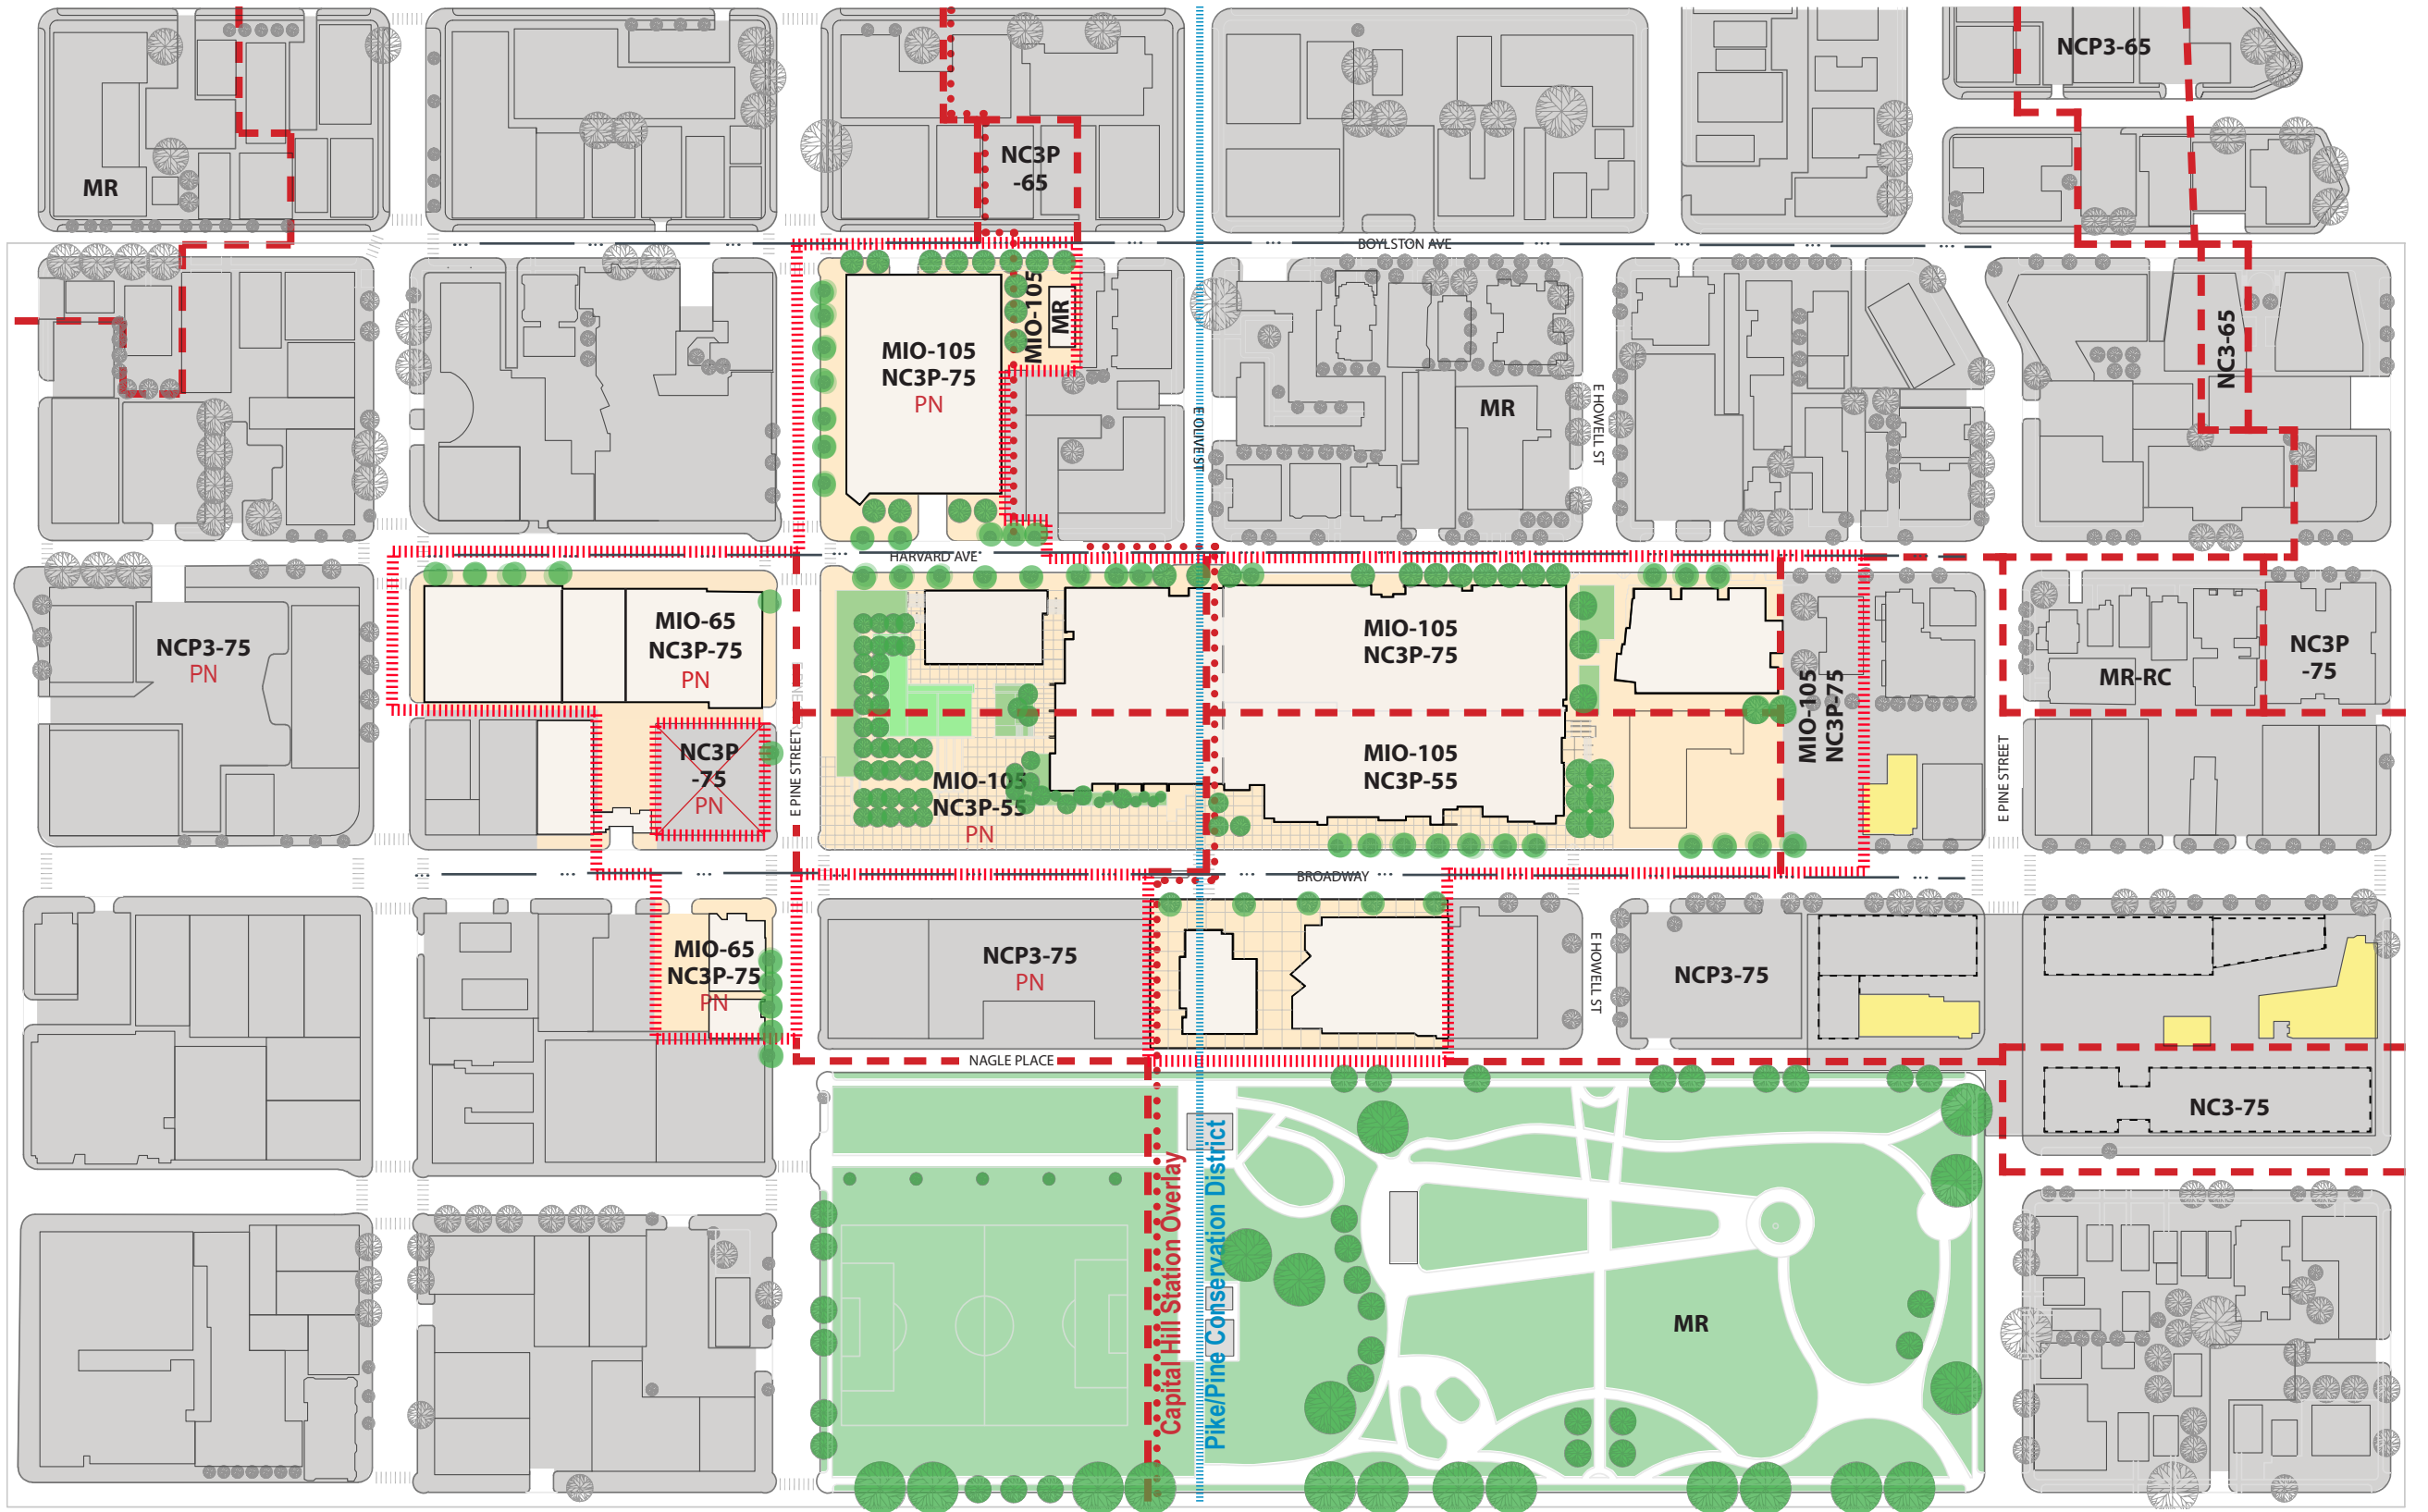 NCP3-65
NC3P
-65
MR
BOYLSTON AVE
MIO-105
MR
MIO-105
NC3P-75
PN
NC3-65
MR
E OLIVE ST
E HOWELL ST
HARVARD AVE
NCP3-75
PN
MIO-65
NC3P-75
PN
MIO-105
NC3P-75
MIO-105
NC3P-75
MR-RC
NC3P
-75
NC3P
-75
PN
E PINE STREET
MIO-105
NC3P-55
PN
MIO-105
NC3P-55
E PINE STREET
BROADWAY
MIO-65
NC3P-75
PN
NCP3-75
PN
E HOWELL ST
NCP3-75
NAGLE PLACE
NC3-75
Capital Hill Station Overlay
Pike/Pine Conservation District
MR